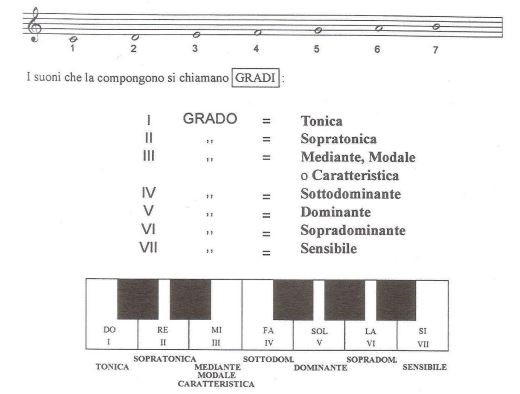 1 2 3 4 5 6 7
I suoni che la compongono si chiamano GRADI :
I GRADO = Tonica
II ,, = Sopratonica
III ,, = Mediante, Modale
o Caratteristica
IV ,, = Sottodominante
V ,, = Dominante
VI ,, = Sopradominante
VII ,, = Sensibile
DO RE MI FA SOL LA SI
I II III IV V VI VII
TONICA SOPRATONICA MEDIANTE SOTTODOM. DOMINANTE SOPRADOM. SENSIBILE
MODALE
CARATTERISTICA